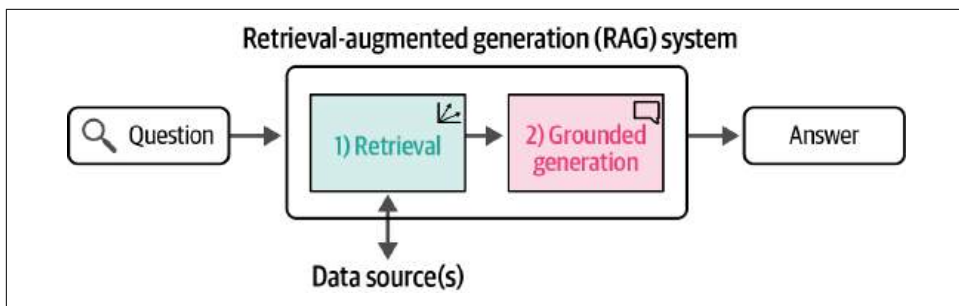 Retrieval-augmented generation (RAG) system
Question
1) Retrieval
2) Grounded
generation
Answer
Data source(s)